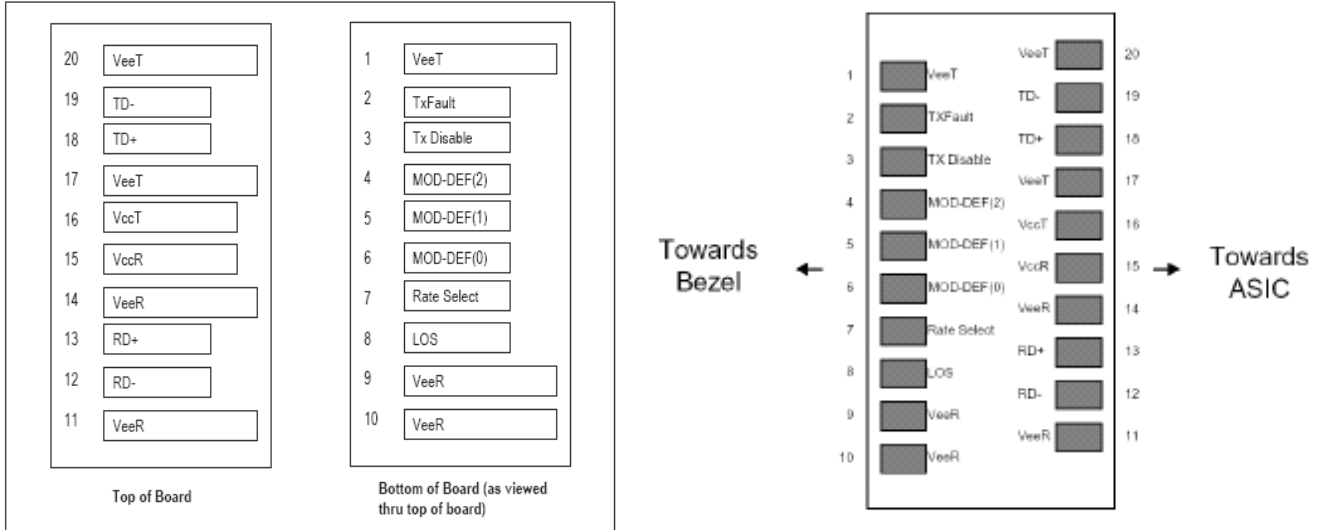 20 VeeT
19 TD-
18 TD+
17 VeeT
16 VccT
15 VccR
14 VeeR
13 RD+
12 RD-
11 VeeR
Top of Board
1 VeeT
2 TxFault
3 Tx Disable
4 MOD-DEF(2)
5 MOD-DEF(1)
6 MOD-DEF(0)
7 Rate Select
8 LOS
9 VeeR
10 VeeR
Bottom of Board (as viewed
thru top of board)
Towards
Bezel
1 VeeT
2 TXFault
3 TX Disable
4 MOD-DEF(2)
5 MOD-DEF(1)
6 MOD-DEF(0)
7 Rate Select
8 LOS
9 VeeR
10 VeeR
VeeT 20
TD- 19
TD+ 18
VeeT 17
VccT 16
VccR 15
VeeR 14
RD+ 13
RD- 12
VeeR 11
Towards
ASIC